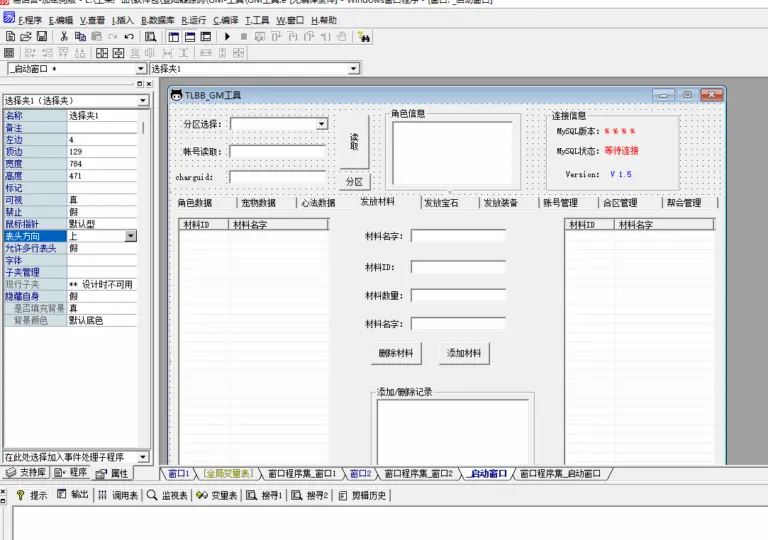 F.程序 E.编辑 V.查看 I.插入 B.数据库 R.运行 C.编译 T.工具 W.窗口 H.帮助
_启动窗口 * 选择夹1
选择夹1（选择夹）
名称 选择夹1
备注
左边 4
顶边 129
宽度 784
高度 471
标记
可视 真
禁止 假
鼠标指针 默认型
表头方向 上
允许多行表头 假
字体
子夹管理
现行子夹 ** 设计时不可用
隐藏自身 假
是否填充背景 真
背景颜色 默认底色
在此处选择加入事件处理子程序
支持库 程序 属性
TLBB_GM工具
分区选择：
帐号读取：
charguid:
读取
分区
角色信息
连接信息
MySQL版本：% % % %
MySQL状态：等待连接
Version: V 1.5
角色数据 宠物数据 心法数据 发放材料 发放宝石 发放装备 账号管理 合区管理 帮会管理
材料ID 材料名字
材料名字：
材料ID:
材料数量：
材料名字：
删除材料 添加材料
添加/删除记录
材料ID 材料名字
窗口1 [全局变量表] 窗口程序集_窗口1 窗口2 窗口程序集_窗口2 _启动窗口 窗口程序集_启动窗口
提示 输出 调用表 监视表 变量表 搜寻1 搜寻2 剪辑历史